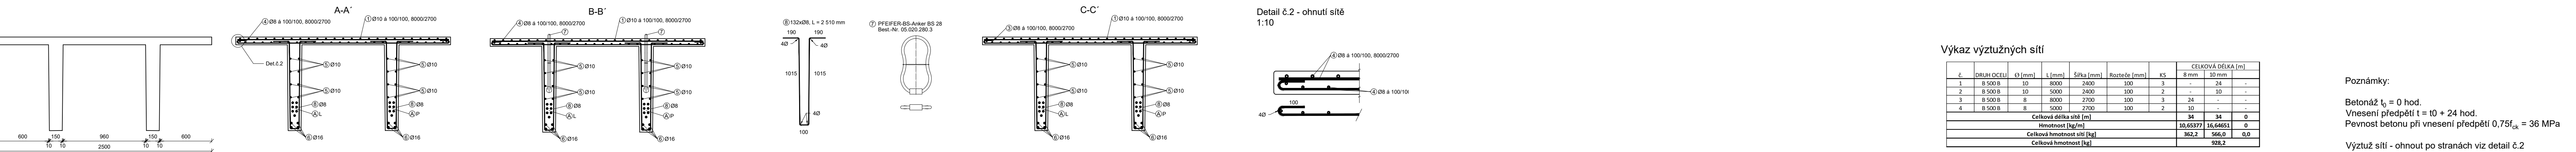 600
150
960
150
600
10
10
10
10
2500
A-A´
④Ø8 á 100/100, 8000/2700
①Ø10 á 100/100, 8000/2700
Det.č.2
⑤Ø10
⑤Ø10
⑤Ø10
⑤Ø10
⑧Ø8
⑧Ø8
ⒶL
ⒶP
⑥Ø16
⑥Ø16
B-B´
④Ø8 á 100/100, 8000/2700
①Ø10 á 100/100, 8000/2700
⑦
⑦
⑤Ø10
⑤Ø10
⑤Ø10
⑤Ø10
⑧Ø8
⑧Ø8
ⒶL
ⒶP
⑥Ø16
⑥Ø16
⑧132xØ8, L = 2 510 mm
190
190
4Ø
4Ø
1015
1015
4Ø
100
⑦ PFEIFER-BS-Anker BS 28
Best.-Nr. 05.020.280.3
C-C´
③Ø8 á 100/100, 8000/2700
①Ø10 á 100/100, 8000/2700
⑤Ø10
⑤Ø10
⑤Ø10
⑤Ø10
⑧Ø8
⑧Ø8
ⒶL
ⒶP
⑥Ø16
⑥Ø16
Detail č.2 - ohnutí sítě
1:10
④Ø8 á 100/100, 8000/2700
④Ø8 á 100/10
100
4Ø
Výkaz výztužných sítí
CELKOVÁ DÉLKA [m]
č. DRUH OCELI Ø [mm] L [mm] Šířka [mm] Rozteče [mm] KS 8 mm 10 mm
1 B 500 B 10 8000 2400 100 3 - 24 -
2 B 500 B 10 5000 2400 100 2 - 10 -
3 B 500 B 8 8000 2700 100 3 24 - -
4 B 500 B 8 5000 2700 100 2 10 - -
Celková délka sítě [m] 34 34 0
Hmotnost [kg/m] 10,65377 16,64651 0
Celková hmotnost sítí [kg] 362,2 566,0 0,0
Celková hmotnost [kg] 928,2
Poznámky:
Betonáž t0 = 0 hod.
Vnesení předpětí t = t0 + 24 hod.
Pevnost betonu při vnesení předpětí 0,75fck = 36 MPa
Výztuž sítí - ohnout po stranách viz detail č.2